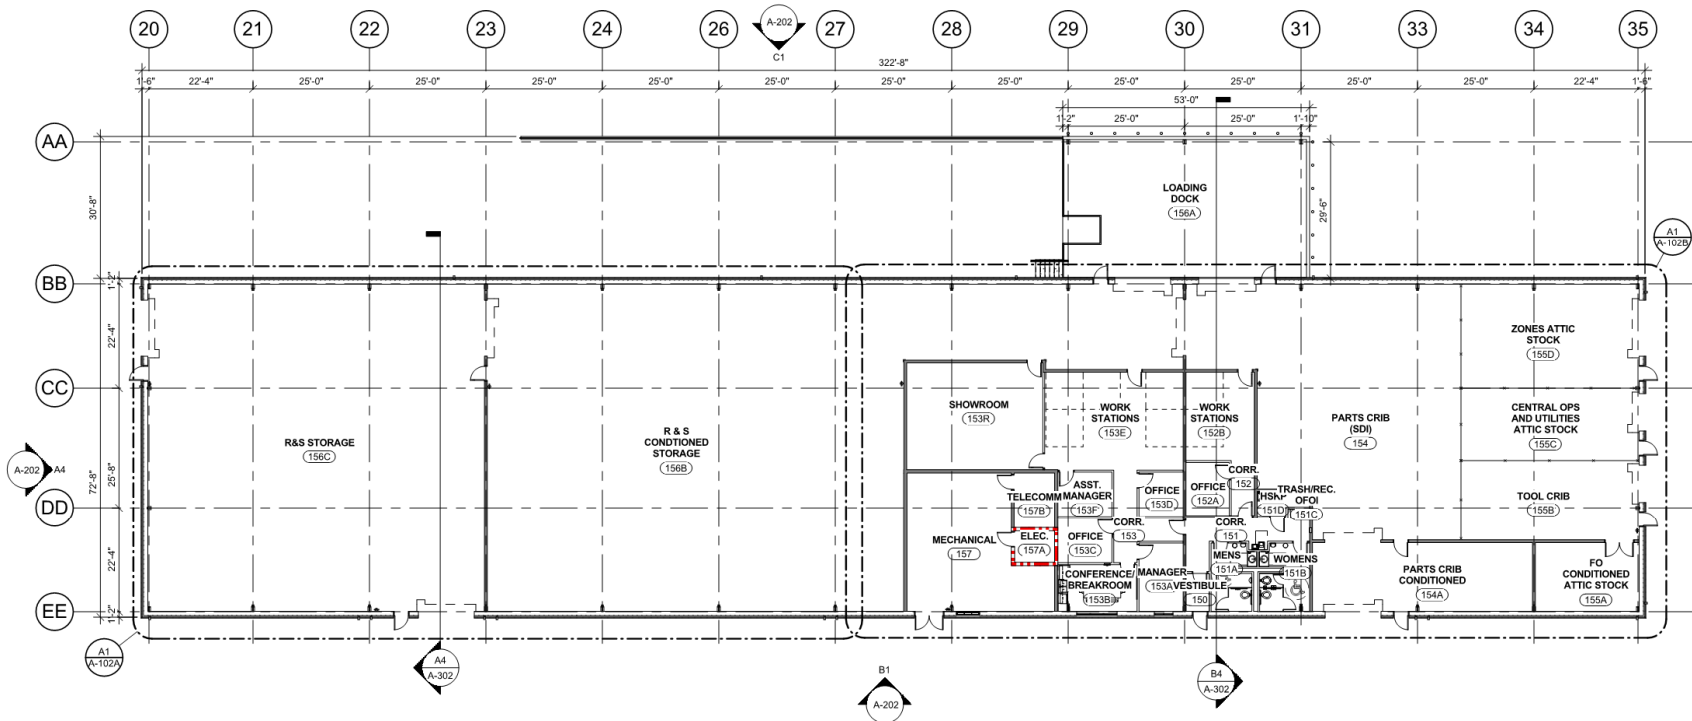 20 21 22 23 24 26 27 28 29 30 31 33 34 35
A-202
C1
322'-8"
1'-6" 22'-4" 25'-0" 25'-0" 25'-0" 25'-0" 25'-0" 25'-0" 25'-0" 25'-0" 25'-0" 25'-0" 25'-0" 22'-4" 1'-6"
53'-0"
1'-2" 25'-0" 25'-0" 1'-10"
AA
30'-8"
29'-6"
LOADING
DOCK
156A
A1
A-102B
BB
1'-2"
22'-4"
ZONES ATTIC
STOCK
155D
CC
SHOWROOM
153R
WORK
STATIONS
153E
WORK
STATIONS
152B
PARTS CRIB
(SDI)
154
CENTRAL OPS
AND UTILITIES
ATTIC STOCK
155C
R&S STORAGE
156C
R & S
CONDTIONED
STORAGE
156B
A-202 A4
72'-8"
25'-8"
DD
TELECOMM
157B
ASST.
MANAGER
153F
OFFICE
153D
OFFICE
152A
CORR.
152
HSKP
151D
TRASH/REC.
OFOI
151C
TOOL CRIB
155B
MECHANICAL
157
ELEC.
157A
OFFICE
153C
CORR.
153
CORR.
151
MENS
151A
WOMENS
151B
22'-4"
CONFERENCE/
BREAKROOM
153B
MANAGER
153A
VESTIBULE
150
PARTS CRIB
CONDITIONED
154A
FO
CONDITIONED
ATTIC STOCK
155A
EE
1'-2"
A1
A-102A
A4
A-302
B1
A-202
B4
A-302